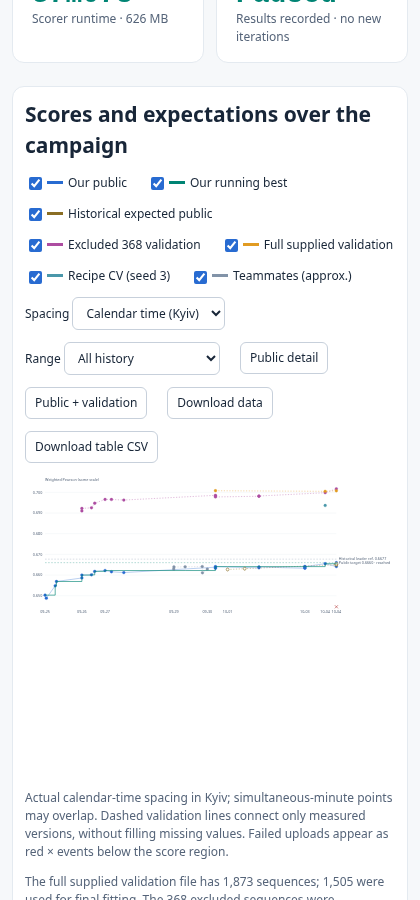 Scorer runtime · 626 MB
Results recorded · no new
iterations
Scores and expectations over the
campaign
Our public
Our running best
Historical expected public
Excluded 368 validation
Full supplied validation
Recipe CV (seed 3)
Teammates (approx.)
Spacing Calendar time (Kyiv)
Range All history
Public detail
Public + validation
Download data
Download table CSV
Actual calendar-time spacing in Kyiv; simultaneous-minute points
may overlap. Dashed validation lines connect only measured
versions, without filling missing values. Failed uploads appear as
red × events below the score region.
The full supplied validation file has 1,873 sequences; 1,505 were
used for final fitting. The 368 excluded sequences were